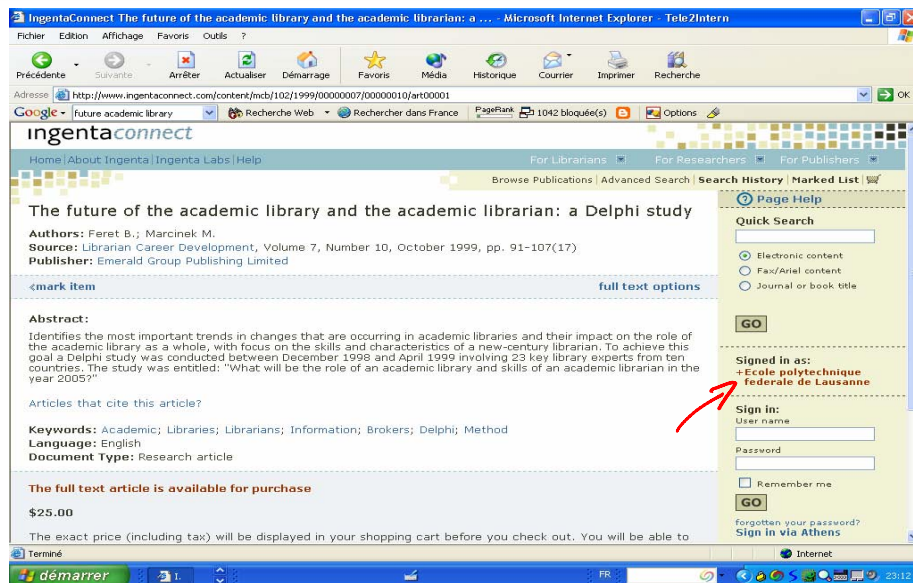 IngentaConnect The future of the academic library and the academic librarian: a ... - Microsoft Internet Explorer - Tele2Intern
Fichier Edition Affichage Favoris Outils ?
Précédente Suivante Arrêter Actualiser Démarrage Favoris Média Historique Courrier Imprimer Recherche
Adresse http://www.ingentaconnect.com/content/mcb/102/1999/00000007/00000010/art00001 OK
Google future academic library Recherche Web Rechercher dans France PageRank 1042 bloquée(s) Options
ingentaconnect
Home|About Ingenta|Ingenta Labs|Help For Librarians For Researchers For Publishers
Browse Publications|Advanced Search|Search History|Marked List|
The future of the academic library and the academic librarian: a Delphi study
Authors: Feret B.; Marcinek M.
Source: Librarian Career Development, Volume 7, Number 10, October 1999, pp. 91-107(17)
Publisher: Emerald Group Publishing Limited
<mark item full text options
Abstract:
Identifies the most important trends in changes that are occurring in academic libraries and their impact on the role of
the academic library as a whole, with focus on the skills and characteristics of a new-century librarian. To achieve this
goal a Delphi study was conducted between December 1998 and April 1999 involving 23 key library experts from ten
countries. The study was entitled: "What will be the role of an academic library and skills of an academic librarian in the
year 2005?"
Articles that cite this article?
Keywords: Academic; Libraries; Librarians; Information; Brokers; Delphi; Method
Language: English
Document Type: Research article
The full text article is available for purchase
$25.00
The exact price (including tax) will be displayed in your shopping cart before you check out. You will be able to
Page Help
Quick Search
Electronic content
Fax/Ariel content
Journal or book title
GO
Signed in as:
+Ecole polytechnique
federale de Lausanne
Sign in:
User name
Password
Remember me
GO
forgotten your password?
Sign in via Athens
Terminé Internet
démarrer 1. FR 23:12